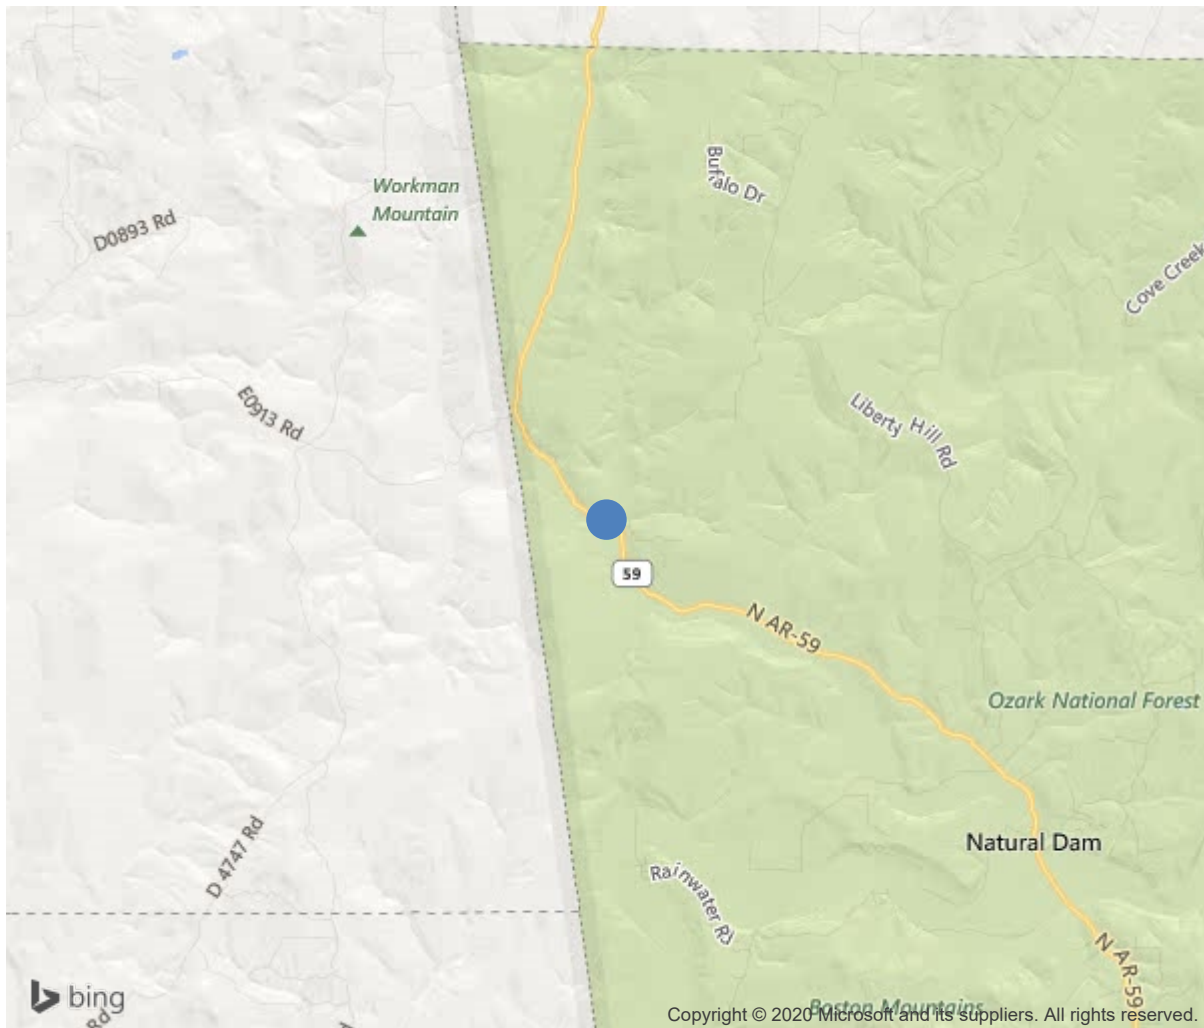 Buffalo Dr
Workman
Mountain
D0893 Rd
Cove Creek
E0913 Rd
Liberty Hill Rd
59
N AR-59
Ozark National Forest
Natural Dam
D 4747 Rd
Rainwater Rd
N AR-59
bing
Rd
Boston Mountains
Copyright © 2020 Microsoft and its suppliers. All rights reserved.